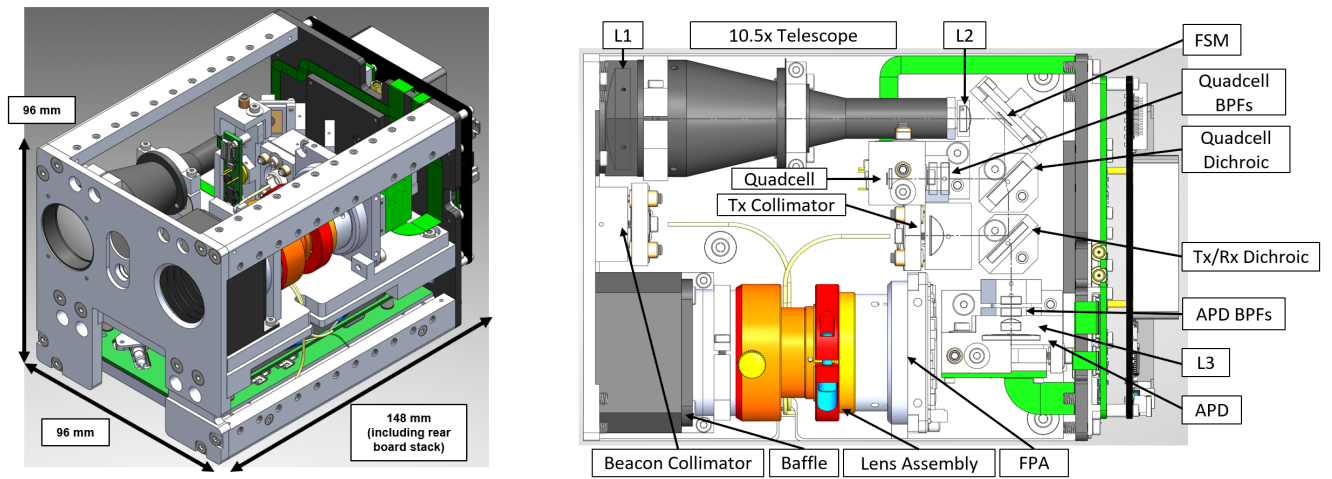 96 mm
96 mm
148 mm
(including rear
board stack)
L1
10.5x Telescope
L2
FSM
Quadcell
BPFs
Quadcell
Dichroic
Quadcell
Tx Collimator
Tx/Rx Dichroic
APD BPFs
L3
APD
Beacon Collimator
Baffle
Lens Assembly
FPA